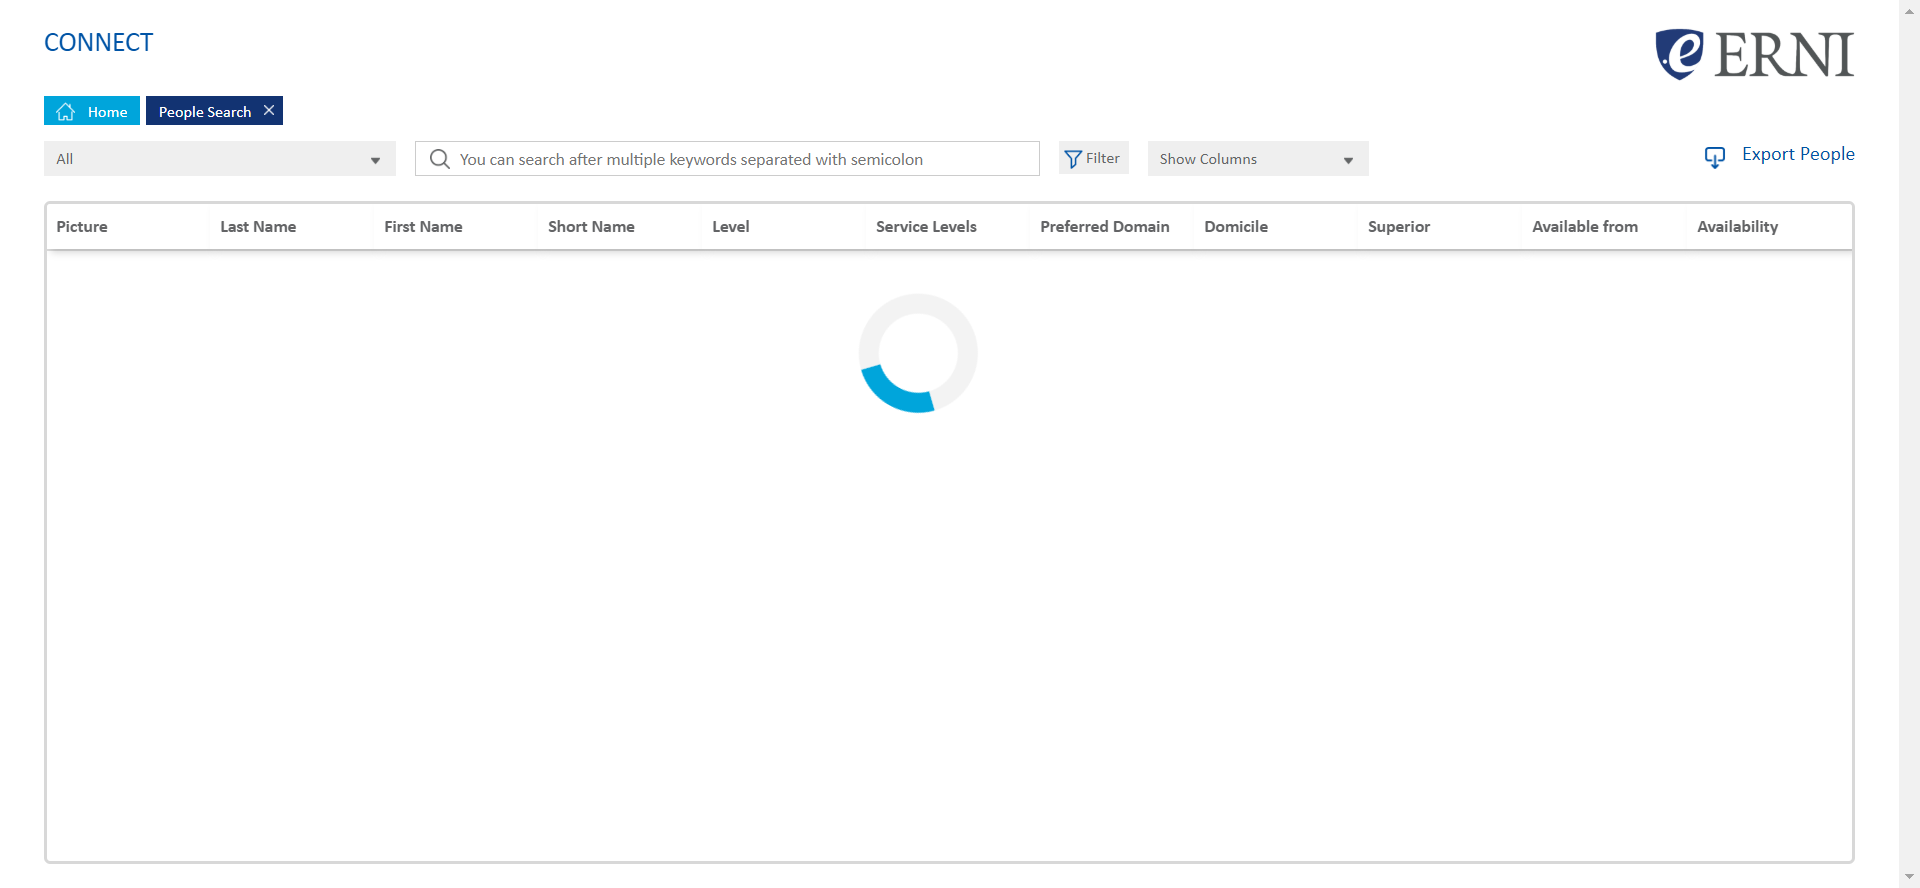 CONNECT
e ERNI
Home
People Search
All
You can search after multiple keywords separated with semicolon
Filter
Show Columns
Export People
Picture
Last Name
First Name
Short Name
Level
Service Levels
Preferred Domain
Domicile
Superior
Available from
Availability